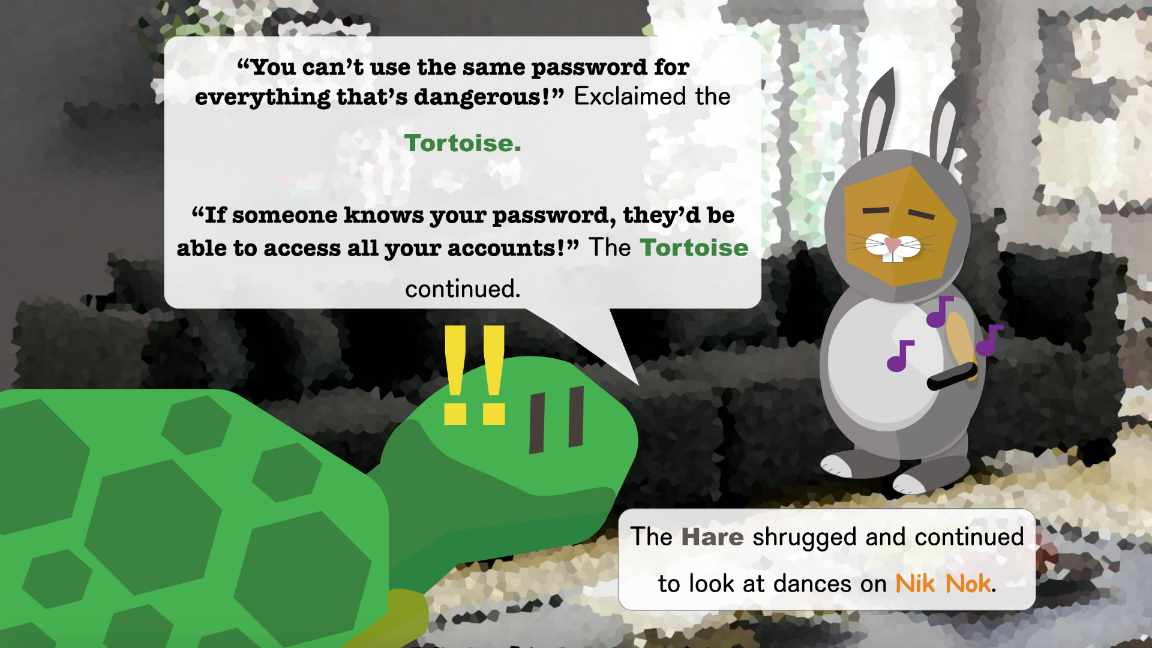 “You can’t use the same password for
everything that’s dangerous!” Exclaimed the
Tortoise.
“If someone knows your password, they’d be
able to access all your accounts!” The Tortoise
continued.
!!
The Hare shrugged and continued
to look at dances on Nik Nok.